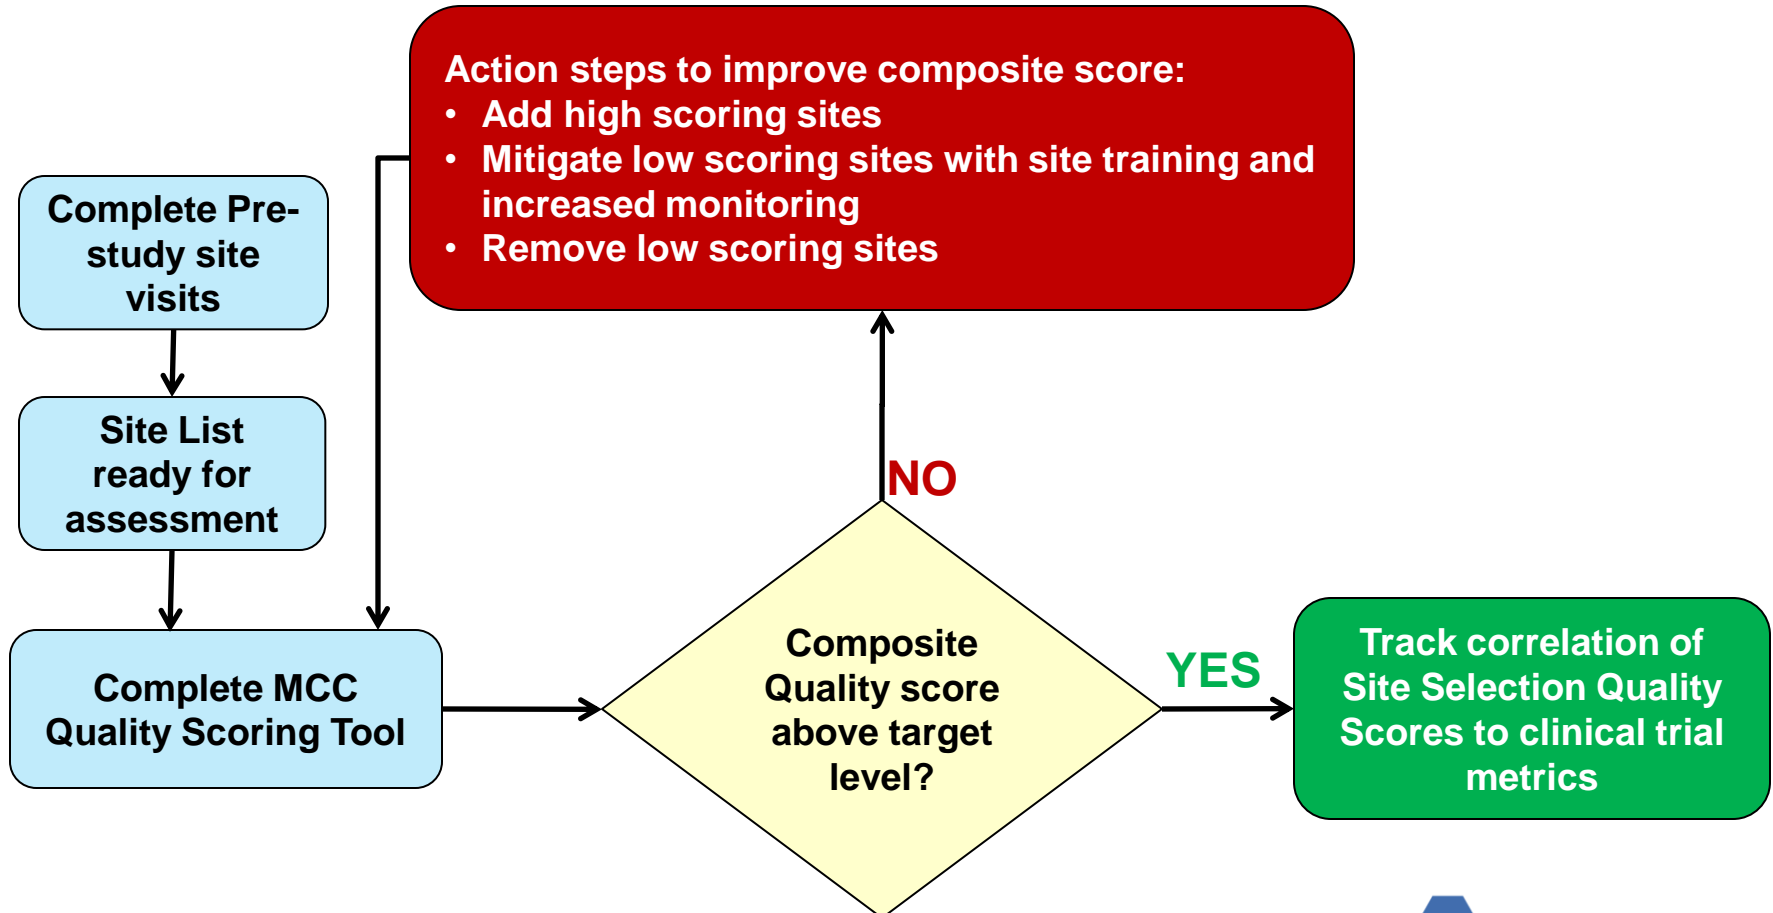 Action steps to improve composite score:
• Add high scoring sites
• Mitigate low scoring sites with site training and
increased monitoring
• Remove low scoring sites
Complete Pre-
study site
visits
Site List
ready for
assessment
Complete MCC
Quality Scoring Tool
NO
Composite
Quality score
above target
level?
YES
Track correlation of
Site Selection Quality
Scores to clinical trial
metrics